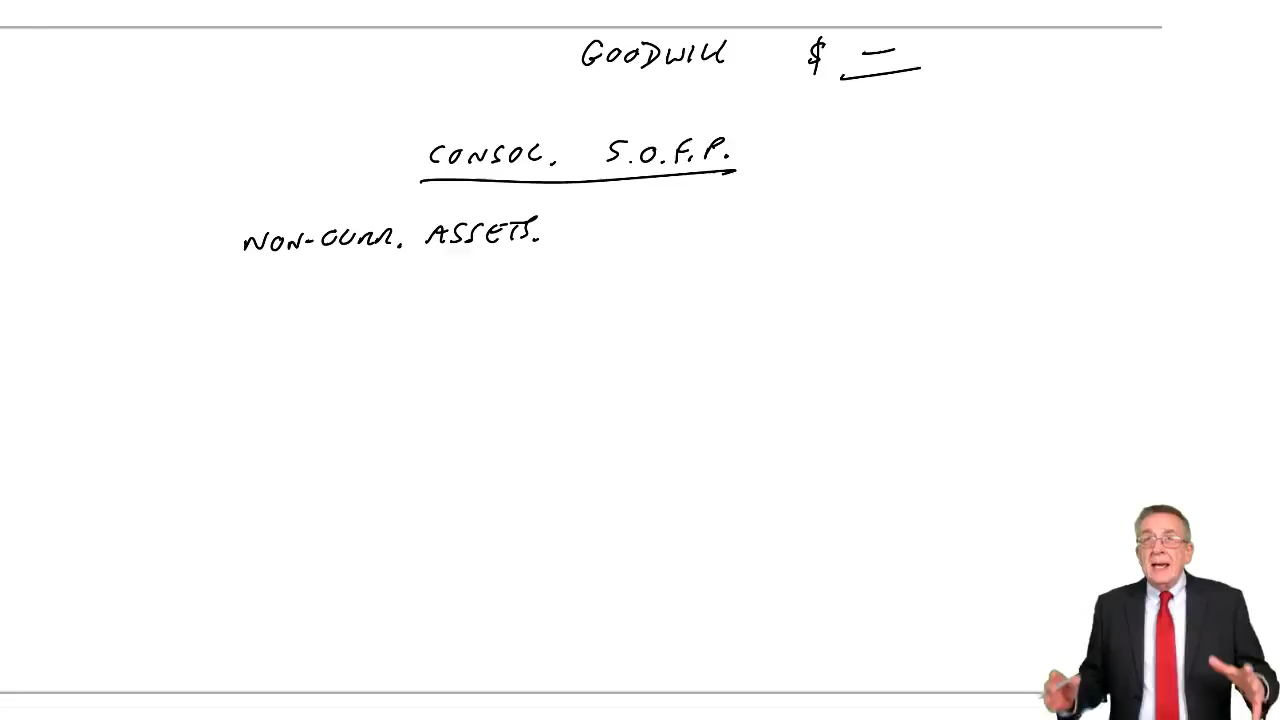 GOODWILL $ —
CONSOL. S.O.F.P.
NON-CURR. ASSETS.